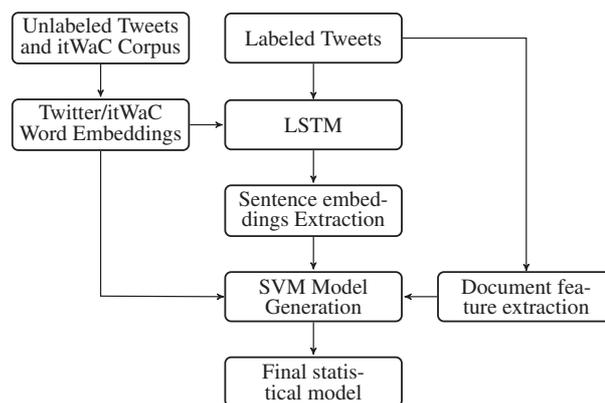 Unlabeled Tweets
and itWaC Corpus
Labeled Tweets
Twitter/itWaC
Word Embeddings
LSTM
Sentence embed-
dings Extraction
SVM Model
Generation
Document fea-
ture extraction
Final statis-
tical model